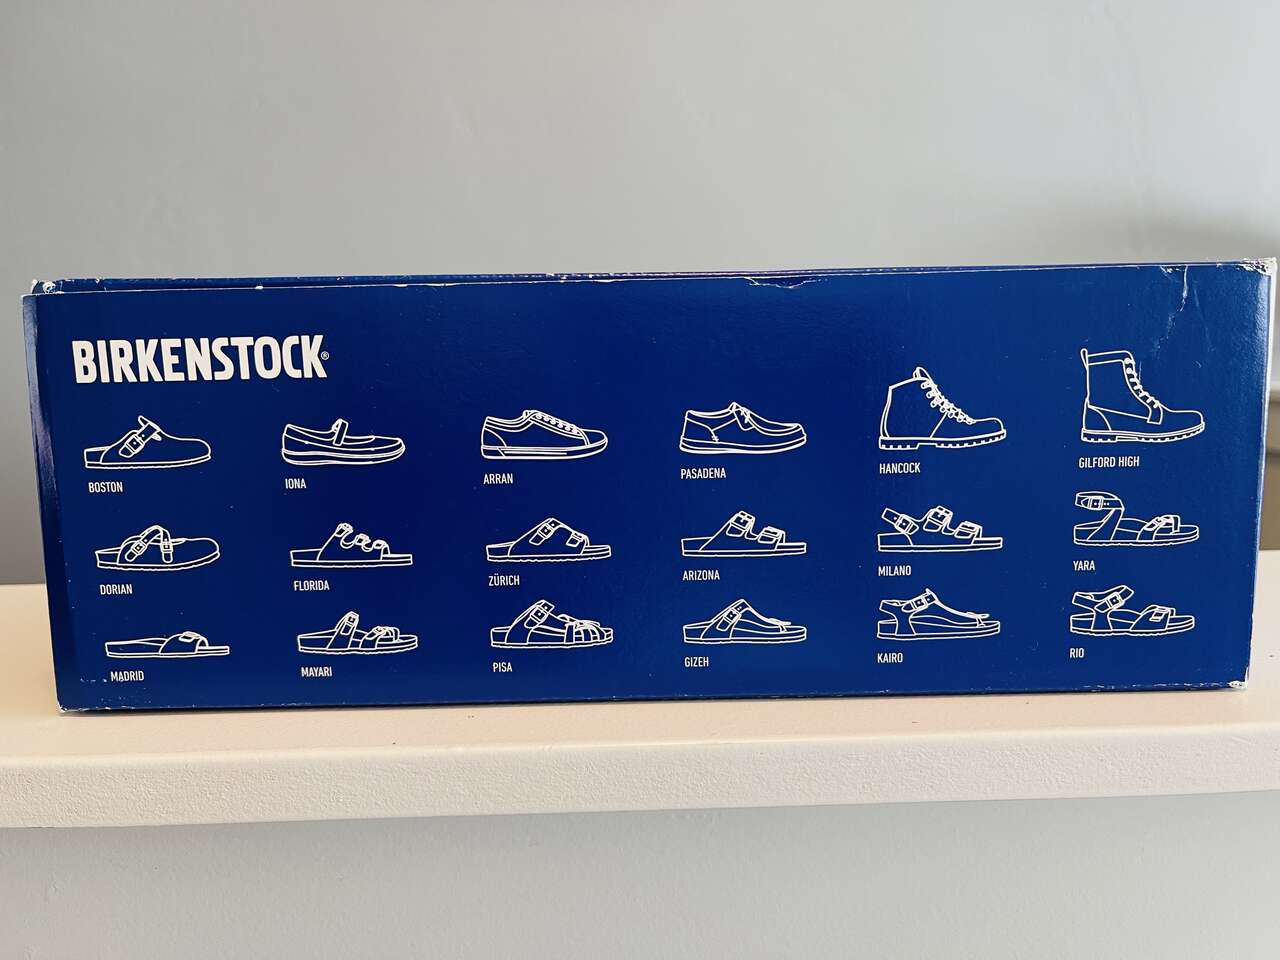 BIRKENSTOCK®
BOSTON IONA ARRAN PASADENA HANCOCK GILFORD HIGH
DORIAN FLORIDA ZÜRICH ARIZONA MILANO YARA
MADRID MAYARI PISA GIZEH KAIRO RIO